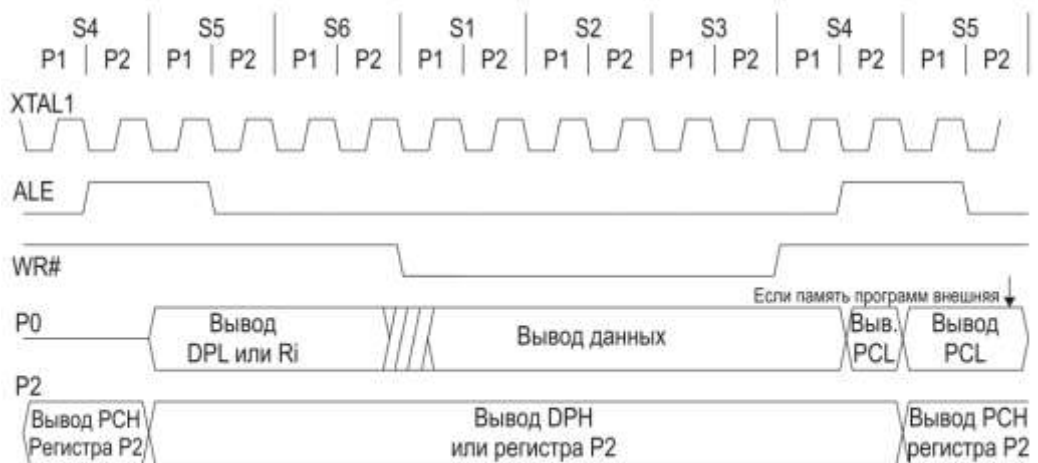 S4 S5 S6 S1 S2 S3 S4 S5
P1 P2 P1 P2 P1 P2 P1 P2 P1 P2 P1 P2 P1 P2 P1 P2
XTAL1
ALE
WR#
Если память программ внешняя
P0
Вывод
DPL или Ri
Вывод данных
Выв.
PCL
Вывод
PCL
P2
Вывод PCH
Регистра P2
Вывод DPH
или регистра P2
Вывод PCH
регистра P2